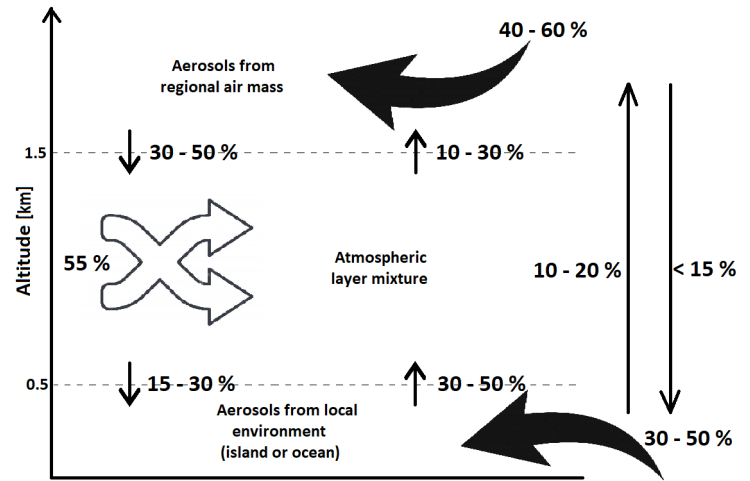 40 - 60 %
Aerosols from
regional air mass
1.5
30 - 50 %
10 - 30 %
Altitude [km]
55 %
Atmospheric
layer mixture
10 - 20 %
< 15 %
0.5
15 - 30 %
30 - 50 %
Aerosols from local
environment
(island or ocean)
30 - 50 %